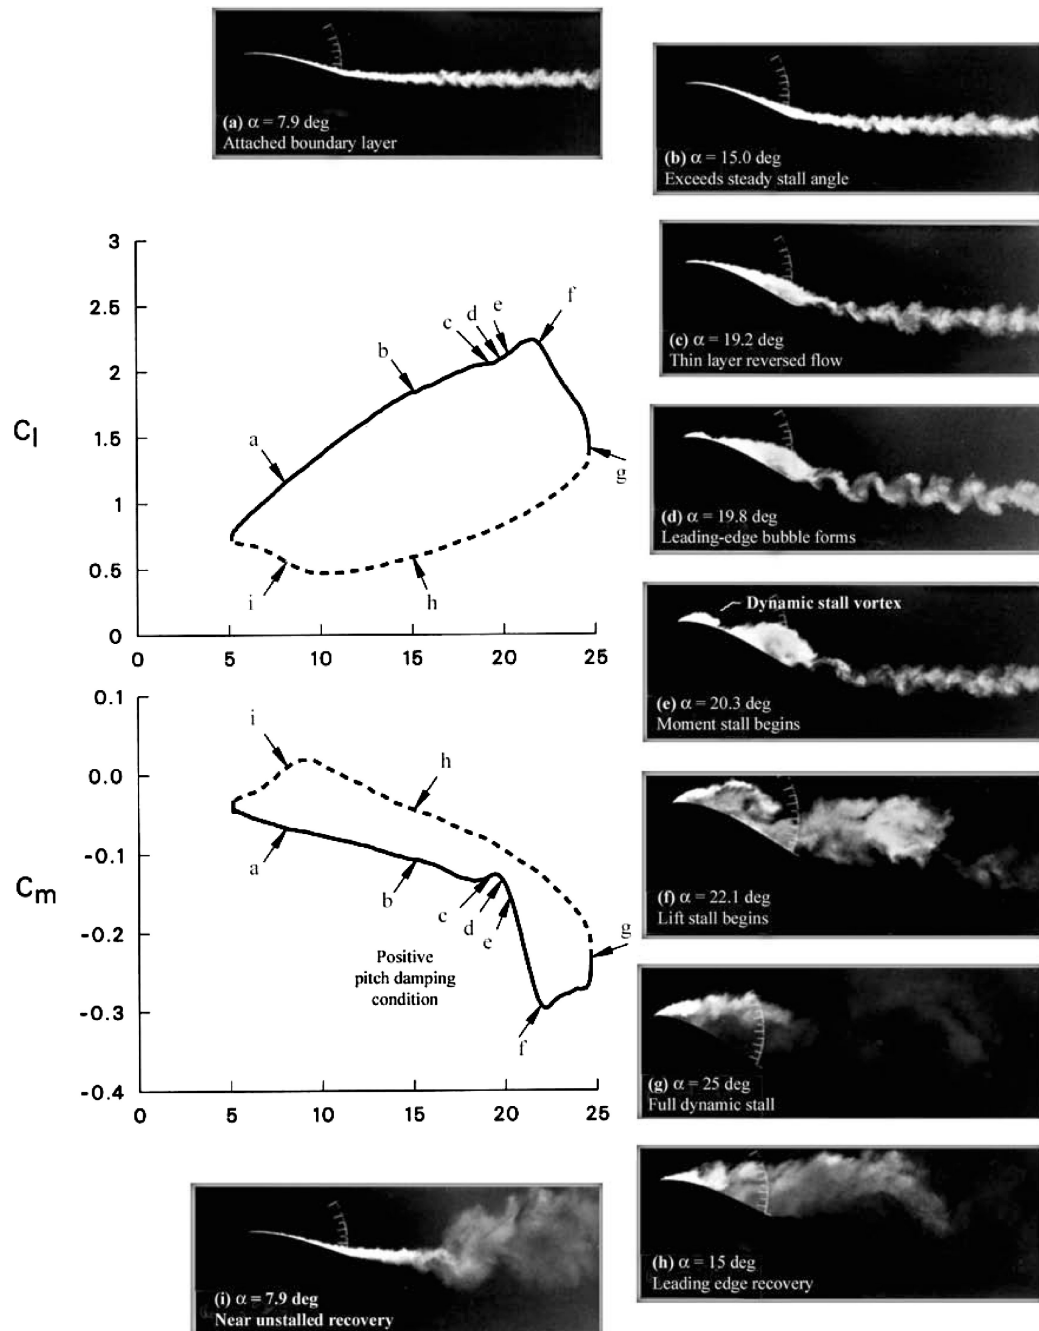 (a) α = 7.9 deg
Attached boundary layer
(b) α = 15.0 deg
Exceeds steady stall angle
(c) α = 19.2 deg
Thin layer reversed flow
(d) α = 19.8 deg
Leading-edge bubble forms
Dynamic stall vortex
(e) α = 20.3 deg
Moment stall begins
(f) α = 22.1 deg
Lift stall begins
(g) α = 25 deg
Full dynamic stall
(h) α = 15 deg
Leading edge recovery
(i) α = 7.9 deg
Near unstalled recovery
Cl
3
2.5
2
1.5
1
0.5
0
0 5 10 15 20 25
a
b
c
d
e
f
g
h
i
Cm
0.1
0.0
-0.1
-0.2
-0.3
-0.4
0 5 10 15 20 25
i
h
a
b
c
d
e
g
f
Positive
pitch damping
condition